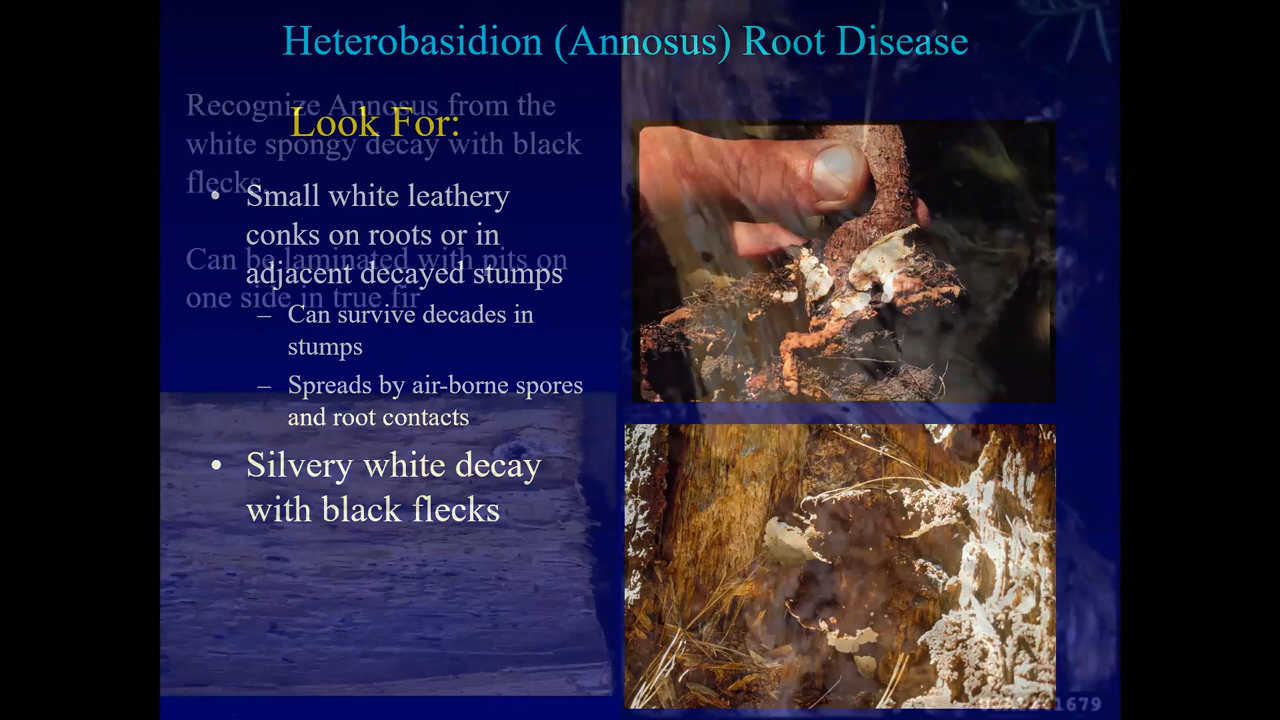 Heterobasidion (Annosus) Root Disease
Recognize Annosus from the
Look For:
white spongy decay with black
flecks
• Small white leathery
conks on roots or in
Can be laminated with pits on
adjacent decayed stumps
one side in true fir
– Can survive decades in
stumps
– Spreads by air-borne spores
and root contacts
• Silvery white decay
with black flecks